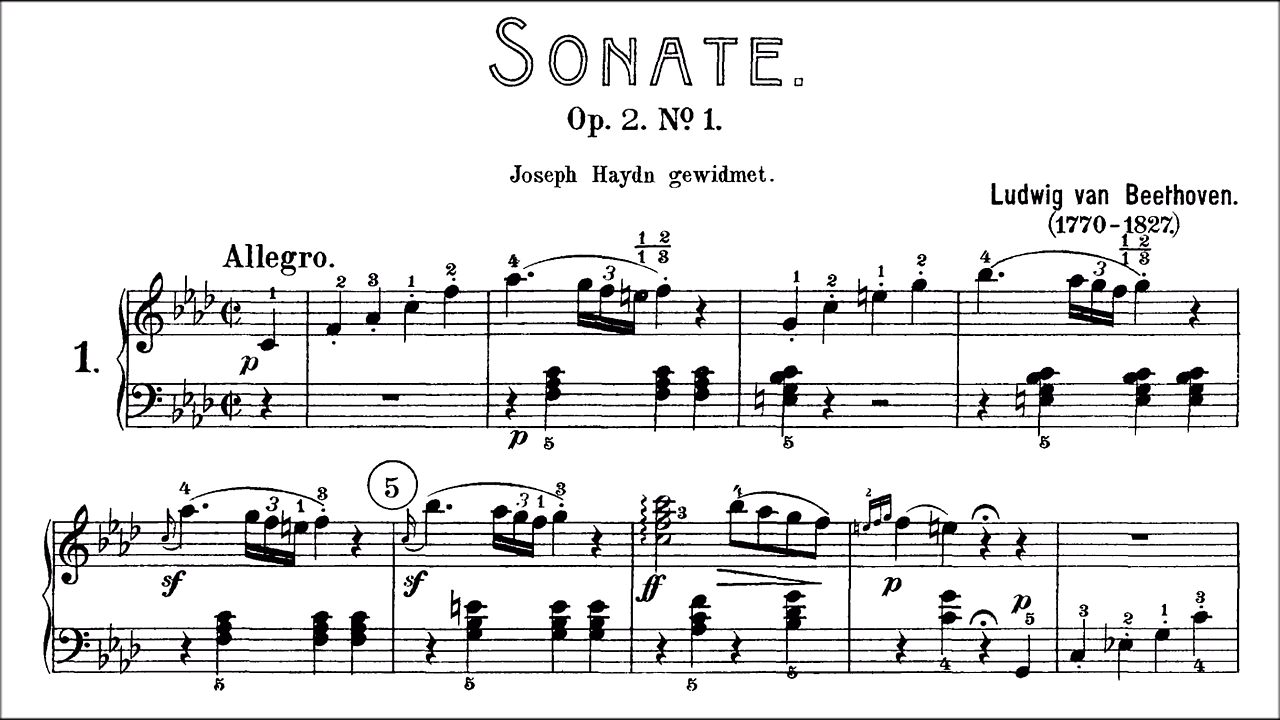 SONATE.
Op. 2. Nº 1.
Joseph Haydn gewidmet.
Ludwig van Beethoven.
(1770-1827.)
Allegro.
1.
p
p
5
sf
sf
ff
p
p